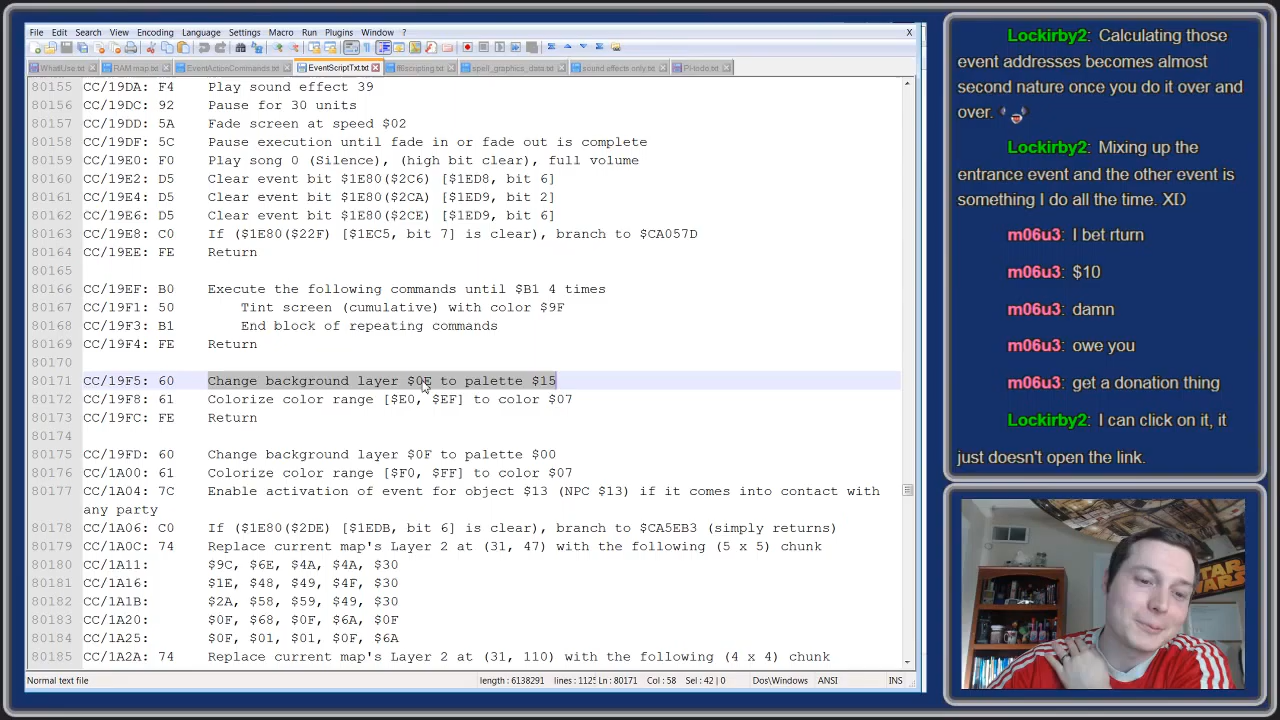 File Edit Search View Encoding Language Settings Macro Run Plugins Window ? X
WhatIUse.txt RAM map.txt EventActionCommands.txt EventScriptTxt.txt ff6scripting.txt spell_graphics_data.txt sound effects only.txt
80155 CC/19DA: F4 Play sound effect 39
80156 CC/19DC: 92 Pause for 30 units
80157 CC/19DD: 5A Fade screen at speed $02
80158 CC/19DF: 5C Pause execution until fade in or fade out is complete
80159 CC/19E0: F0 Play song 0 (Silence), (high bit clear), full volume
80160 CC/19E2: D5 Clear event bit $1E80($2C6) [$1ED8, bit 6]
80161 CC/19E4: D5 Clear event bit $1E80($2CA) [$1ED9, bit 2]
80162 CC/19E6: D5 Clear event bit $1E80($2CE) [$1ED9, bit 6]
80163 CC/19E8: C0 If ($1E80($22F) [$1EC5, bit 7] is clear), branch to $CA057D
80164 CC/19EE: FE Return
80165
80166 CC/19EF: B0 Execute the following commands until $B1 4 times
80167 CC/19F1: 50 Tint screen (cumulative) with color $9F
80168 CC/19F3: B1 End block of repeating commands
80169 CC/19F4: FE Return
80170
80171 CC/19F5: 60 Change background layer $0E to palette $15
80172 CC/19F8: 61 Colorize color range [$E0, $EF] to color $07
80173 CC/19FC: FE Return
80174
80175 CC/19FD: 60 Change background layer $0F to palette $00
80176 CC/1A00: 61 Colorize color range [$F0, $FF] to color $07
80177 CC/1A04: 7C Enable activation of event for object $13 (NPC $13) if it comes into contact with
any party
80178 CC/1A06: C0 If ($1E80($2DE) [$1EDB, bit 6] is clear), branch to $CA5EB3 (simply returns)
80179 CC/1A0C: 74 Replace current map's Layer 2 at (31, 47) with the following (5 x 5) chunk
80180 CC/1A11: $9C, $6E, $4A, $4A, $30
80181 CC/1A16: $1E, $48, $49, $4F, $30
80182 CC/1A1B: $2A, $58, $59, $49, $30
80183 CC/1A20: $0F, $68, $0F, $6A, $0F
80184 CC/1A25: $0F, $01, $01, $0F, $6A
80185 CC/1A2A: 74 Replace current map's Layer 2 at (31, 110) with the following (4 x 4) chunk
Normal text file length : 6138291 lines : 1125 Ln : 80171 Col : 58 Sel : 42 | 0 Dos\Windows ANSI INS
Lockirby2: Calculating those
event addresses becomes almost
second nature once you do it over and
over.
Lockirby2: Mixing up the
entrance event and the other event is
something I do all the time. XD
m06u3: I bet rturn
m06u3: $10
m06u3: damn
m06u3: owe you
m06u3: get a donation thing
Lockirby2: I can click on it, it
just doesn't open the link.
STAR
WARS